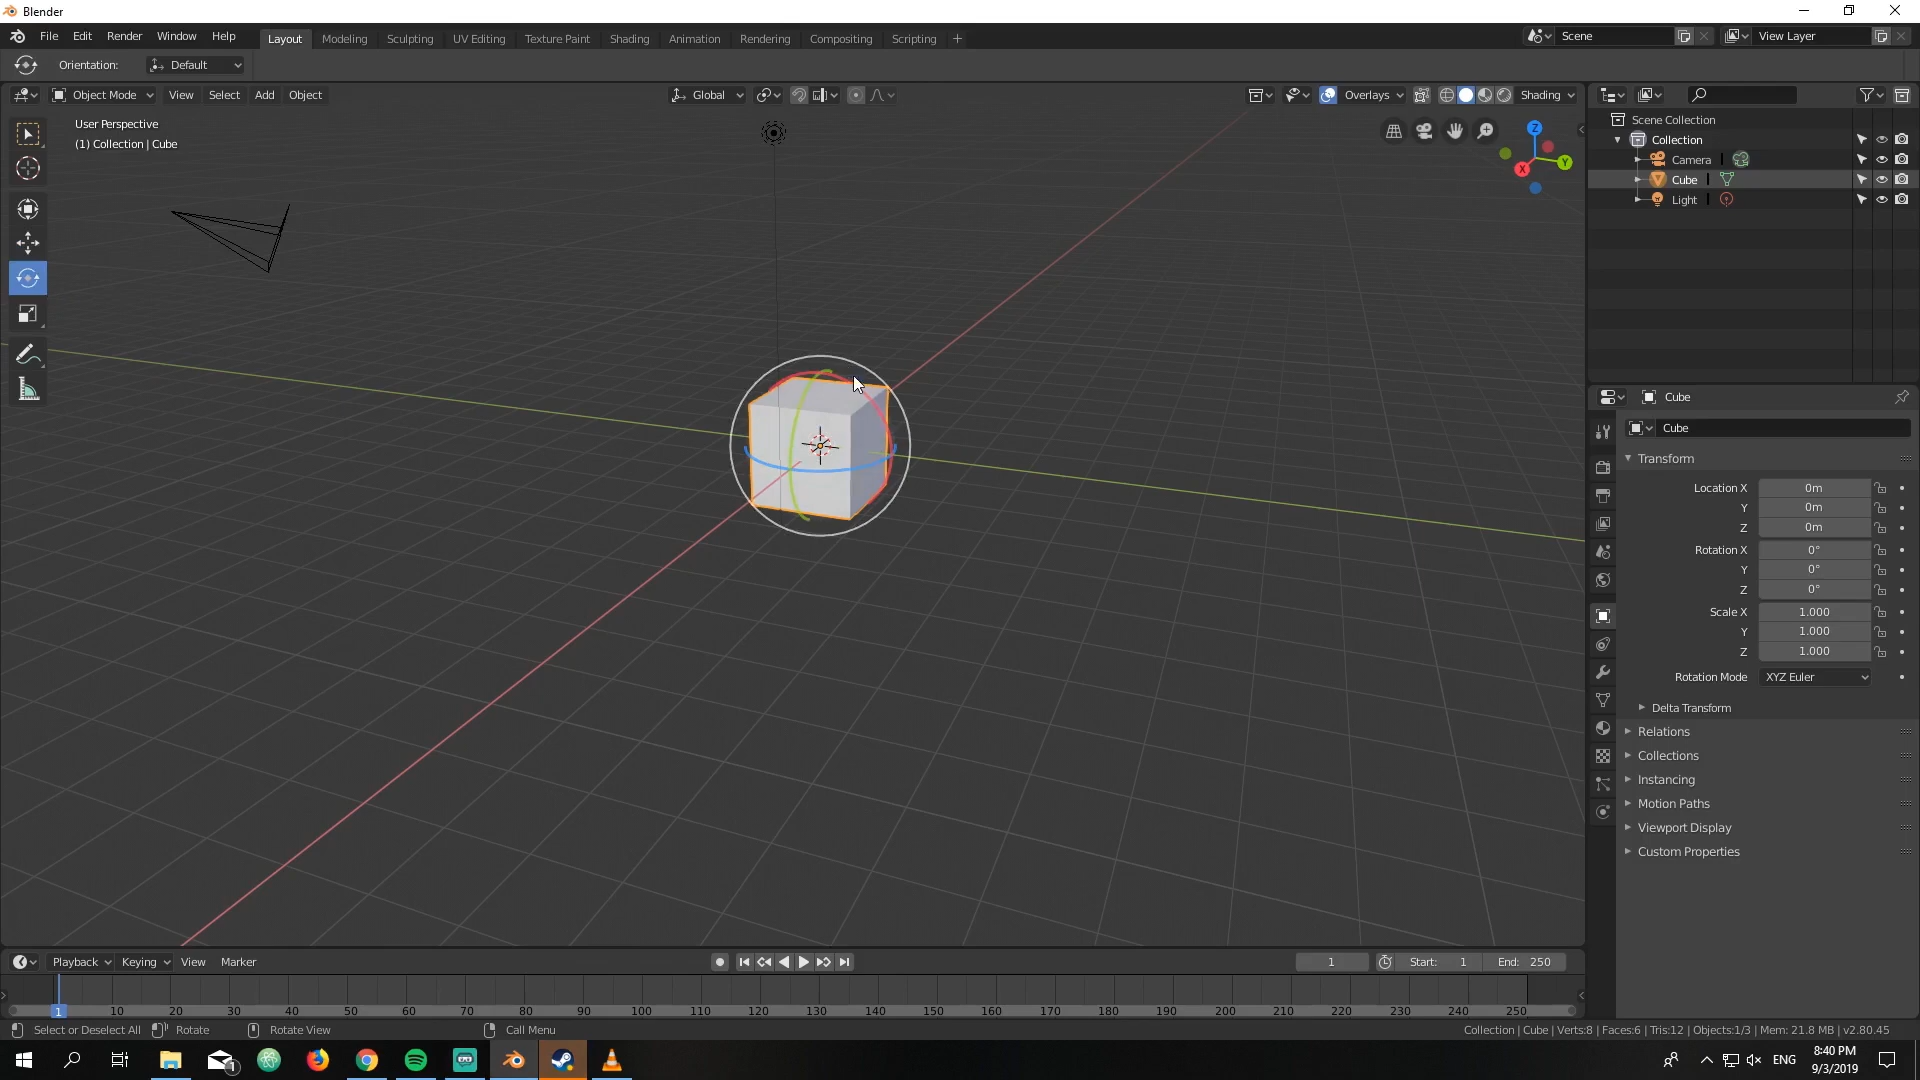 Blender
File Edit Render Window Help Layout Modeling Sculpting UV Editing Texture Paint Shading Animation Rendering Compositing Scripting + Scene View Layer
Orientation: Default
Object Mode View Select Add Object Global Overlays Shading
User Perspective
(1) Collection | Cube
Z
Y
X
Scene Collection
Collection
Camera
Cube
Light
Cube
Cube
Transform
Location X 0m
Y 0m
Z 0m
Rotation X 0°
Y 0°
Z 0°
Scale X 1.000
Y 1.000
Z 1.000
Rotation Mode XYZ Euler
Delta Transform
Relations
Collections
Instancing
Motion Paths
Viewport Display
Custom Properties
Playback Keying View Marker 1 Start: 1 End: 250
1 10 20 30 40 50 60 70 80 90 100 110 120 130 140 150 160 170 180 190 200 210 220 230 240 250
Select or Deselect All Rotate Rotate View Call Menu Collection | Cube | Verts:8 | Faces:6 | Tris:12 | Objects:1/3 | Mem: 21.8 MB | v2.80.45
1 ENG 8:40 PM
9/3/2019